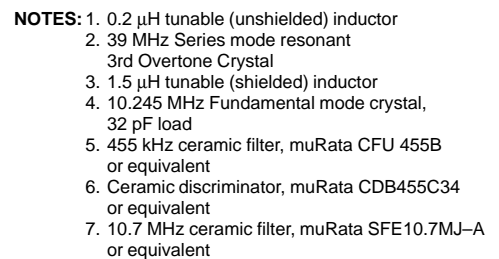 NOTES: 1. 0.2 μH tunable (unshielded) inductor
2. 39 MHz Series mode resonant
3rd Overtone Crystal
3. 1.5 μH tunable (shielded) inductor
4. 10.245 MHz Fundamental mode crystal,
32 pF load
5. 455 kHz ceramic filter, muRata CFU 455B
or equivalent
6. Ceramic discriminator, muRata CDB455C34
or equivalent
7. 10.7 MHz ceramic filter, muRata SFE10.7MJ–A
or equivalent